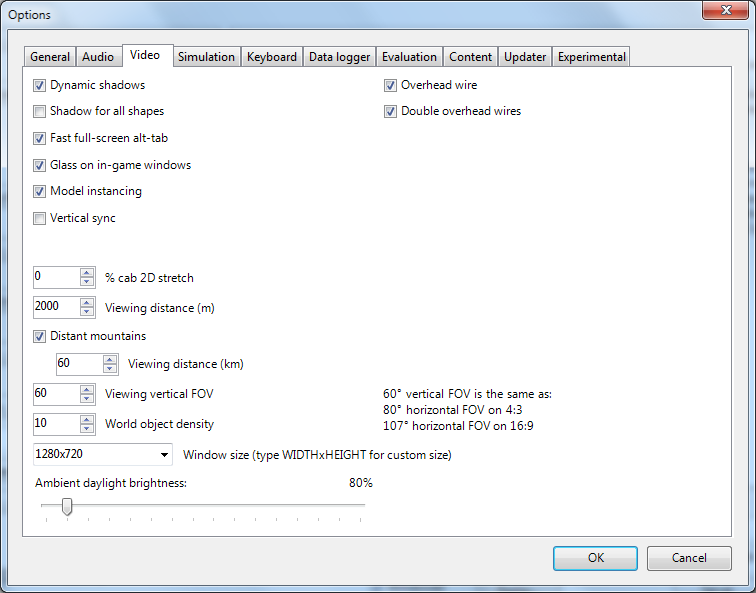 Options
General Audio Video Simulation Keyboard Data logger Evaluation Content Updater Experimental
Dynamic shadows
Overhead wire
Shadow for all shapes
Double overhead wires
Fast full-screen alt-tab
Glass on in-game windows
Model instancing
Vertical sync
0 % cab 2D stretch
2000 Viewing distance (m)
Distant mountains
60 Viewing distance (km)
60 Viewing vertical FOV
60° vertical FOV is the same as:
80° horizontal FOV on 4:3
10 World object density
107° horizontal FOV on 16:9
1280x720 Window size (type WIDTHxHEIGHT for custom size)
Ambient daylight brightness: 80%
OK Cancel